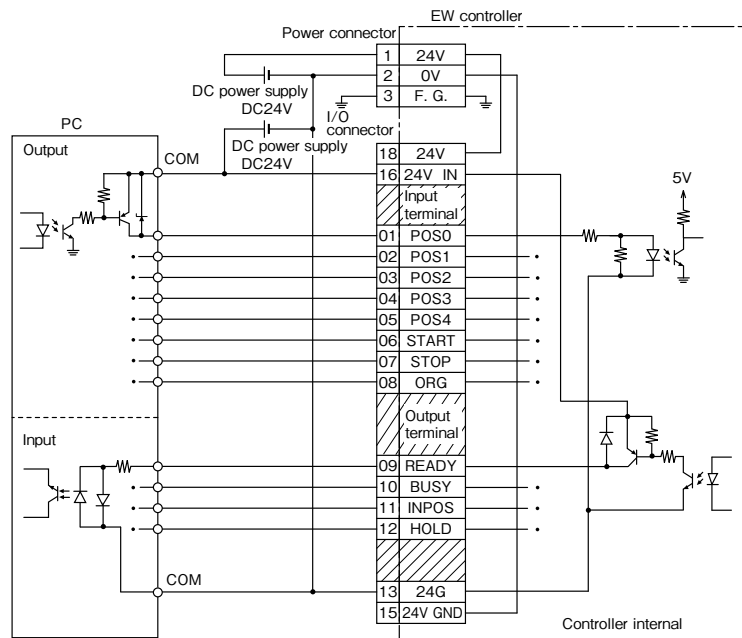 EW controller
Power connector
1 24V
2 0V
3 F. G.
DC power supply
DC24V
I/O
connector
DC power supply
DC24V
PC
Output
COM
18 24V
16 24V IN
Input
terminal
5V
01 POS0
02 POS1
03 POS2
04 POS3
05 POS4
06 START
07 STOP
08 ORG
Output
terminal
Input
09 READY
10 BUSY
11 INPOS
12 HOLD
COM
13 24G
15 24V GND
Controller internal